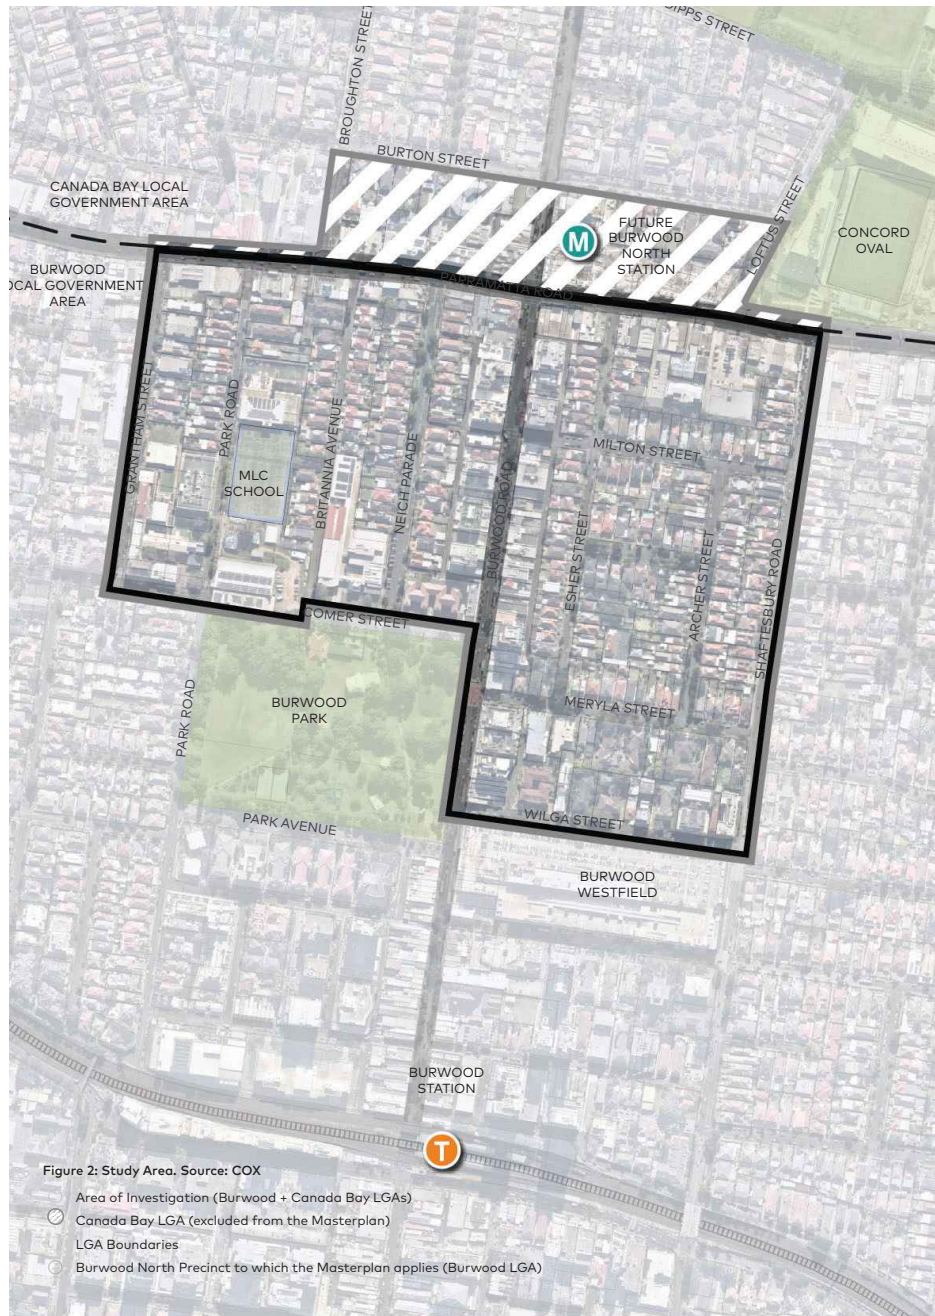 GIPPS STREET
BROUGHTON STREET
BURTON STREET
CANADA BAY LOCAL
GOVERNMENT AREA
LOFTUS STREET
FUTURE
BURWOOD
NORTH
STATION
M
CONCORD
OVAL
BURWOOD
OCAL GOVERNMENT
AREA
PARRAMATTA ROAD
GRANTHAM STREET
PARK ROAD
MLC
SCHOOL
BRITANNIA AVENUE
NEICH PARADE
BURWOOD ROAD
MILTON STREET
ESHER STREET
ARCHER STREET
SHAFTESBURY ROAD
COMER STREET
PARK ROAD
BURWOOD
PARK
MERYLA STREET
PARK AVENUE
WILGA STREET
BURWOOD
WESTFIELD
BURWOOD
STATION
T
Figure 2: Study Area. Source: COX
Area of Investigation (Burwood + Canada Bay LGAs)
Canada Bay LGA (excluded from the Masterplan)
LGA Boundaries
Burwood North Precinct to which the Masterplan applies (Burwood LGA)